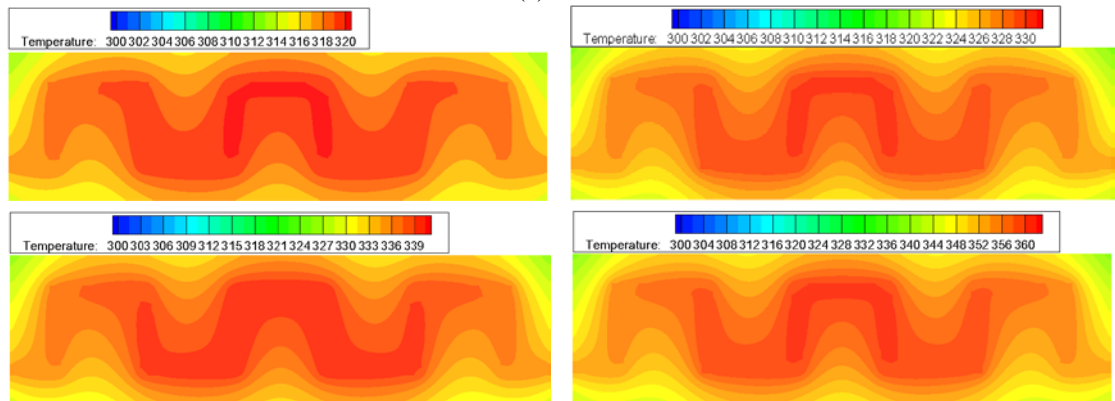 Temperature: 300 302 304 306 308 310 312 314 316 318 320
Temperature: 300 302 304 306 308 310 312 314 316 318 320 322 324 326 328 330
Temperature: 300 303 306 309 312 315 318 321 324 327 330 333 336 339
Temperature: 300 304 308 312 316 320 324 328 332 336 340 344 348 352 356 360